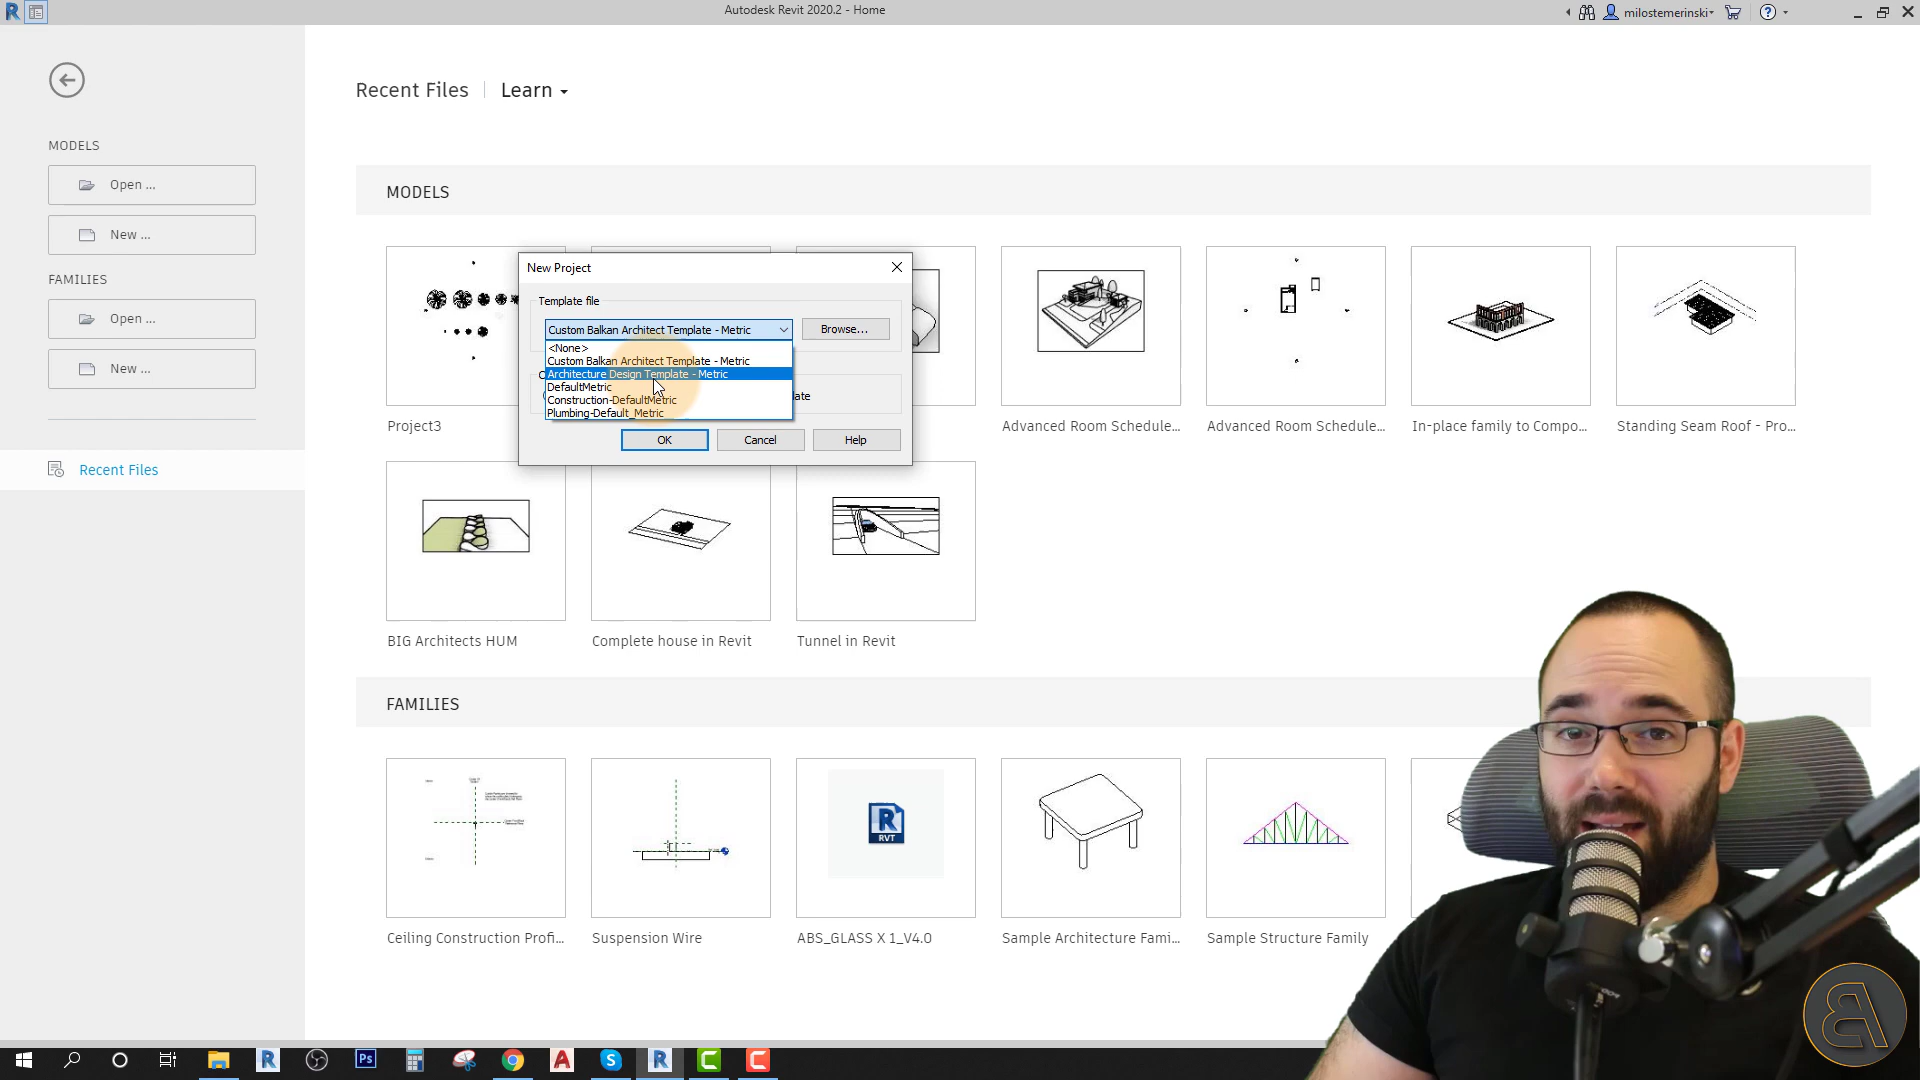 Autodesk Revit 2020.2 - Home
milostemerinski
Recent Files
Learn
MODELS
Open ...
New ...
FAMILIES
Open ...
New ...
Recent Files
MODELS
New Project
Template file
Custom Balkan Architect Template - Metric
Browse...
<None>
Custom Balkan Architect Template - Metric
Architecture Design Template - Metric
DefaultMetric
Construction-DefaultMetric
Plumbing-Default_Metric
OK
Cancel
Help
Project3
Advanced Room Schedule...
Advanced Room Schedule...
In-place family to Compo...
Standing Seam Roof - Pro...
BIG Architects HUM
Complete house in Revit
Tunnel in Revit
FAMILIES
R
RVT
Ceiling Construction Profi...
Suspension Wire
ABS_GLASS X 1_V4.0
Sample Architecture Fami...
Sample Structure Family